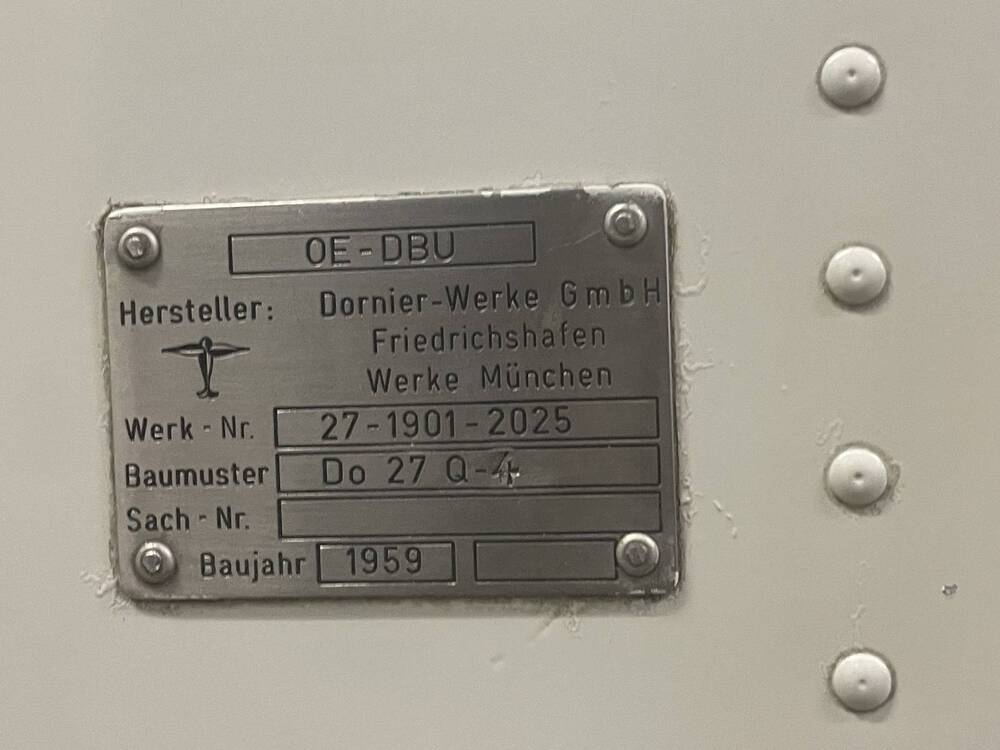 OE-DBU
Hersteller: Dornier-Werke GmbH
Friedrichshafen
Werke München
Werk-Nr. 27-1901-2025
Baumuster Do 27 Q-4
Sach-Nr.
Baujahr 1959